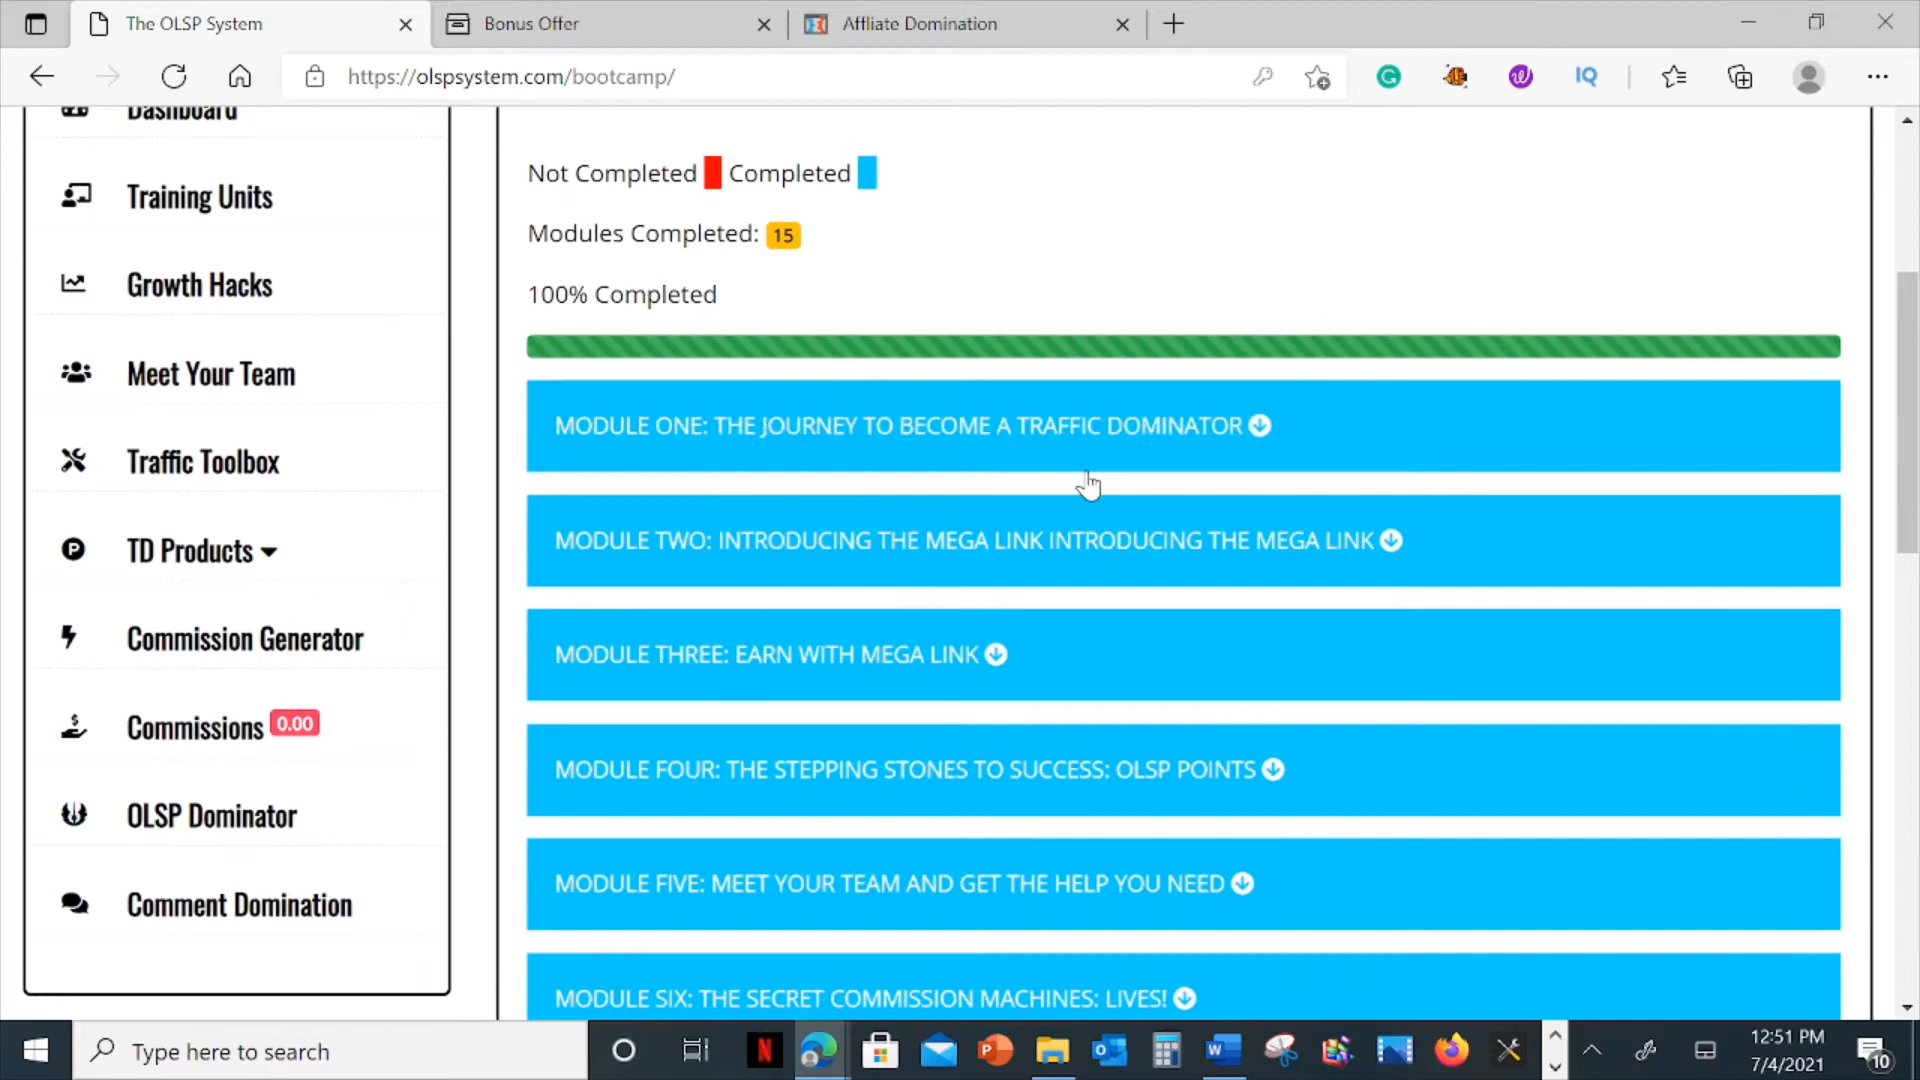 The OLSP System
Bonus Offer
Affliate Domination
https://olspsystem.com/bootcamp/
IQ
Dashboard
Training Units
Growth Hacks
Meet Your Team
Traffic Toolbox
TD Products
Commission Generator
Commissions 0.00
OLSP Dominator
Comment Domination
Not Completed Completed
Modules Completed: 15
100% Completed
MODULE ONE: THE JOURNEY TO BECOME A TRAFFIC DOMINATOR
MODULE TWO: INTRODUCING THE MEGA LINK INTRODUCING THE MEGA LINK
MODULE THREE: EARN WITH MEGA LINK
MODULE FOUR: THE STEPPING STONES TO SUCCESS: OLSP POINTS
MODULE FIVE: MEET YOUR TEAM AND GET THE HELP YOU NEED
MODULE SIX: THE SECRET COMMISSION MACHINES: LIVES!
Type here to search
12:51 PM
7/4/2021
10